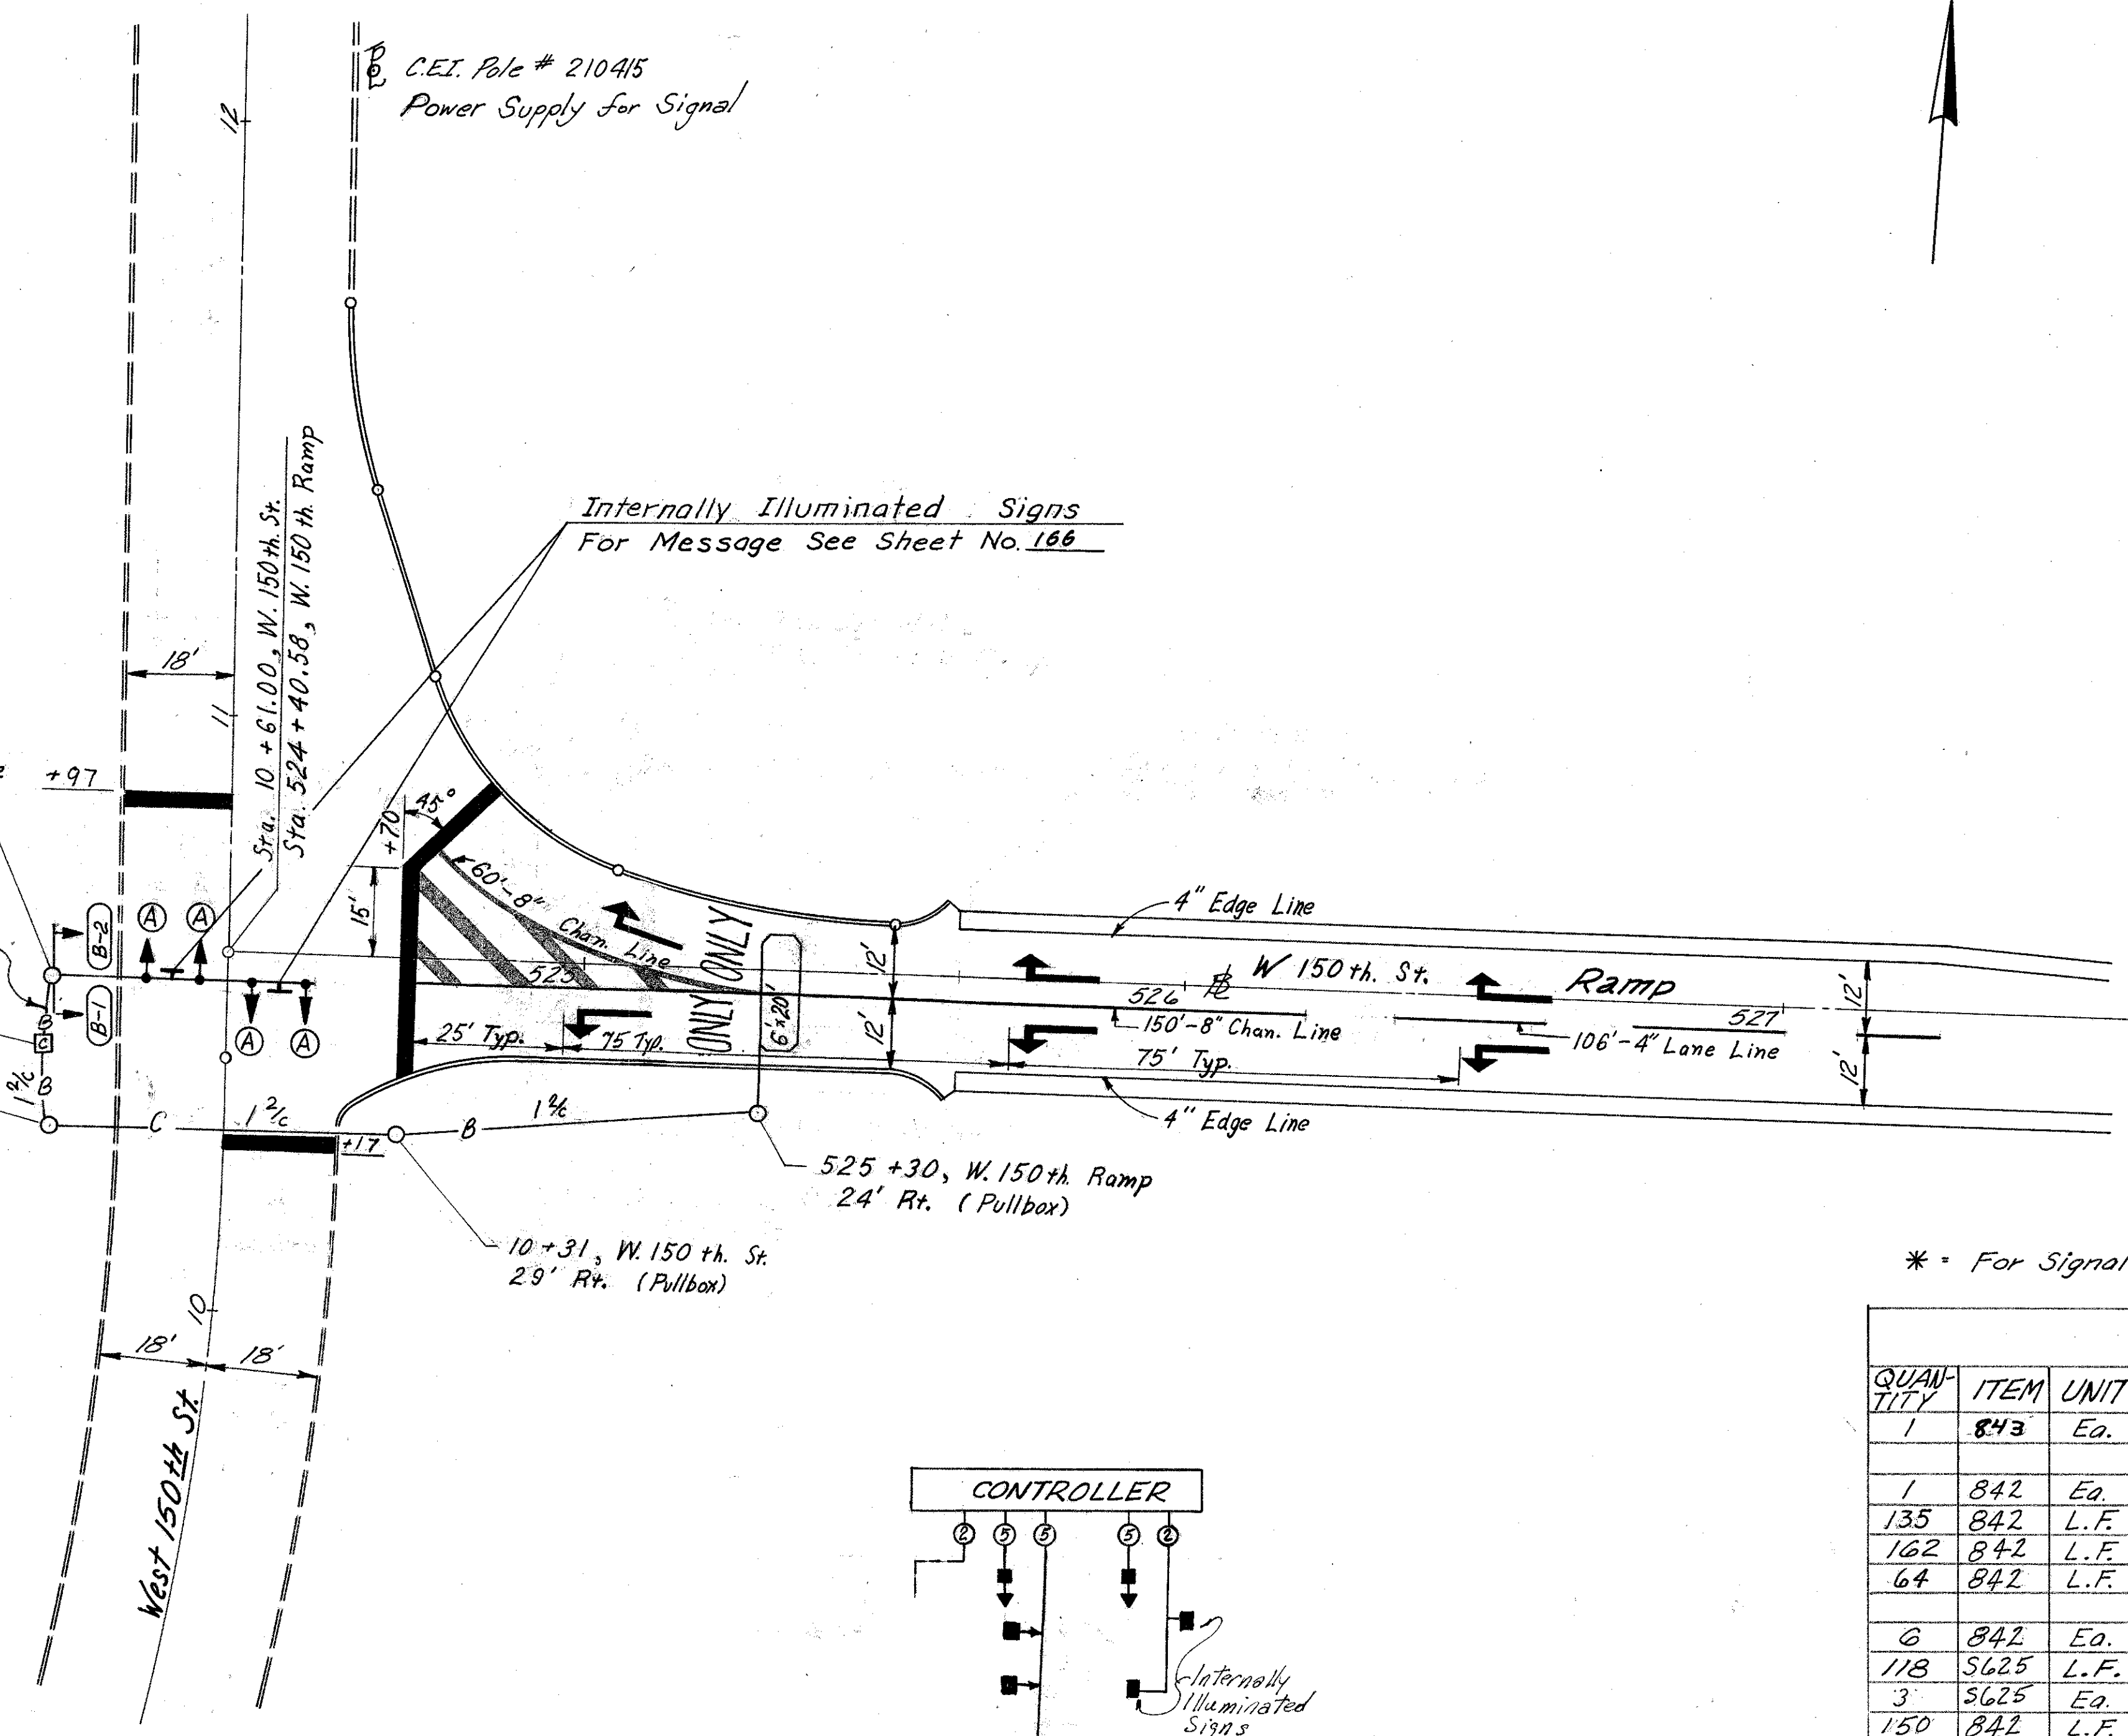 C.E.I. Pole # 210415
Power Supply for Signal
12
Sta. 10 + 61.00, W. 150th. St.
Sta. 524 + 40.58, W. 150 th. Ramp
Internally Illuminated Signs
For Message See Sheet No. 166
18'
11
+97
45°
+70
15'
60'-8" Chan. Line
A
A
B-2
B-1
A
A
B
C
B
1 2/c
C
1 2/c
+17
B
1 2/c
525
ONLY
ONLY
6'x20'
25' Typ.
75 Typ.
75' Typ.
12'
12'
4" Edge Line
W 150th. St. Ramp
526
150'-8" Chan. Line
527
106'-4" Lane Line
12'
12'
4" Edge Line
525 +30, W. 150th. Ramp
24' Rt. (Pullbox)
10 +31, W. 150 th. St.
29' Rt. (Pullbox)
10
18'
18'
West 150th St.
* = For Signal
CONTROLLER
2 5 5 5 2
Internally
Illuminated
Signs
QUAN-TITY ITEM UNIT
1 843 Ea.
1 842 Ea.
135 842 L.F.
162 842 L.F.
64 842 L.F.
6 842 Ea.
118 S625 L.F.
3 S625 Ea.
150 842 L.F.